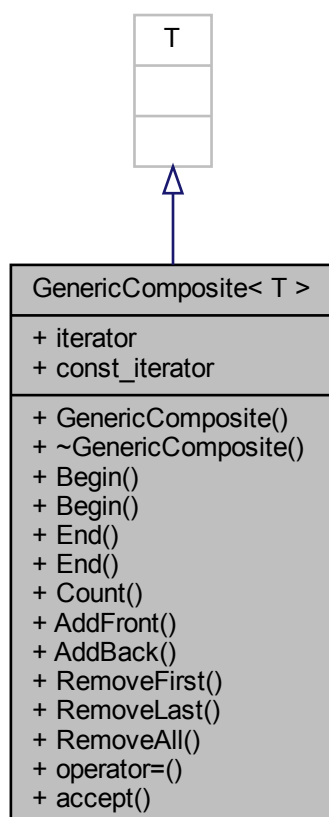 T
GenericComposite< T >
+ iterator
+ const_iterator
+ GenericComposite()
+ ~GenericComposite()
+ Begin()
+ Begin()
+ End()
+ End()
+ Count()
+ AddFront()
+ AddBack()
+ RemoveFirst()
+ RemoveLast()
+ RemoveAll()
+ operator=()
+ accept()